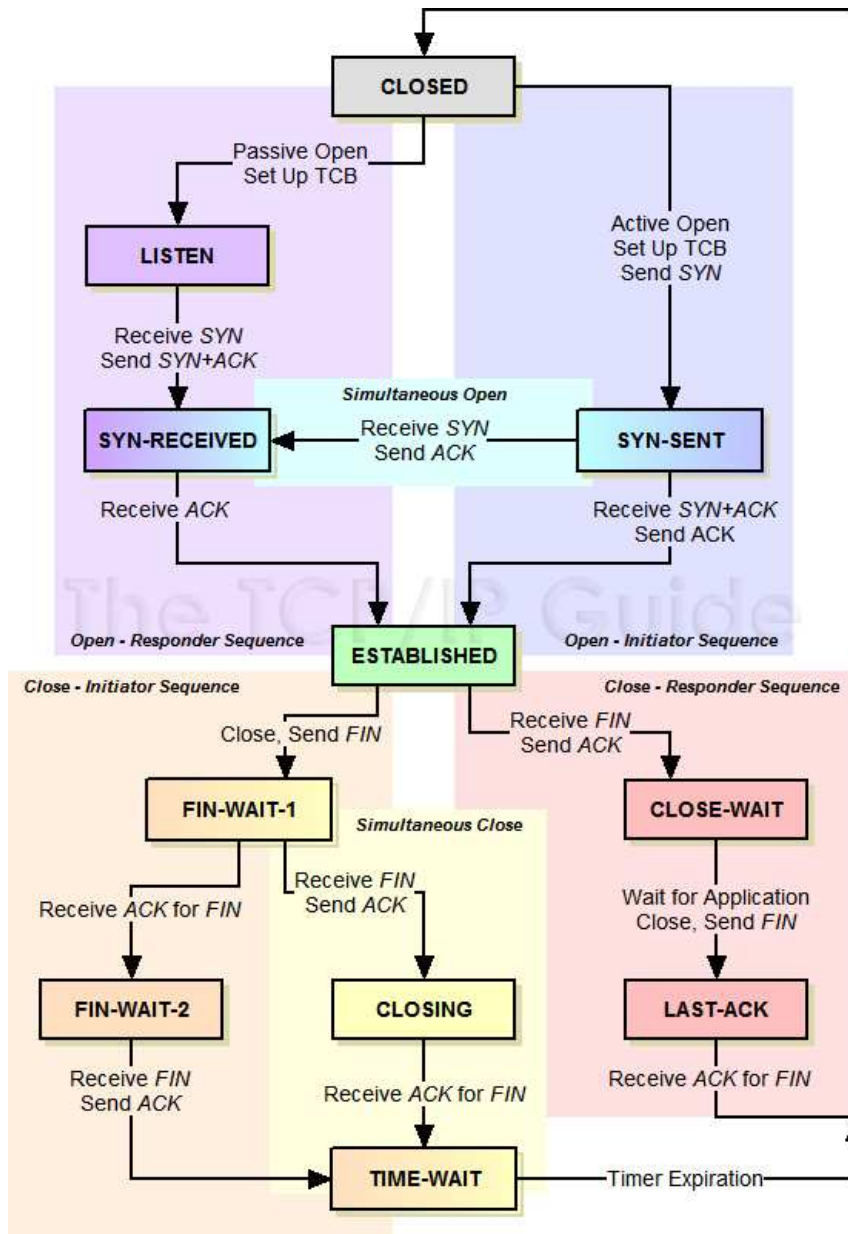 CLOSED
Passive Open
Set Up TCB
Active Open
Set Up TCB
Send SYN
LISTEN
Receive SYN
Send SYN+ACK
Simultaneous Open
SYN-RECEIVED
Receive SYN
Send ACK
SYN-SENT
Receive ACK
Receive SYN+ACK
Send ACK
The TCP/IP Guide
Open - Responder Sequence
ESTABLISHED
Open - Initiator Sequence
Close - Initiator Sequence
Close - Responder Sequence
Close, Send FIN
Receive FIN
Send ACK
FIN-WAIT-1
CLOSE-WAIT
Simultaneous Close
Receive ACK for FIN
Receive FIN
Send ACK
Wait for Application
Close, Send FIN
FIN-WAIT-2
CLOSING
LAST-ACK
Receive FIN
Send ACK
Receive ACK for FIN
Receive ACK for FIN
TIME-WAIT
Timer Expiration